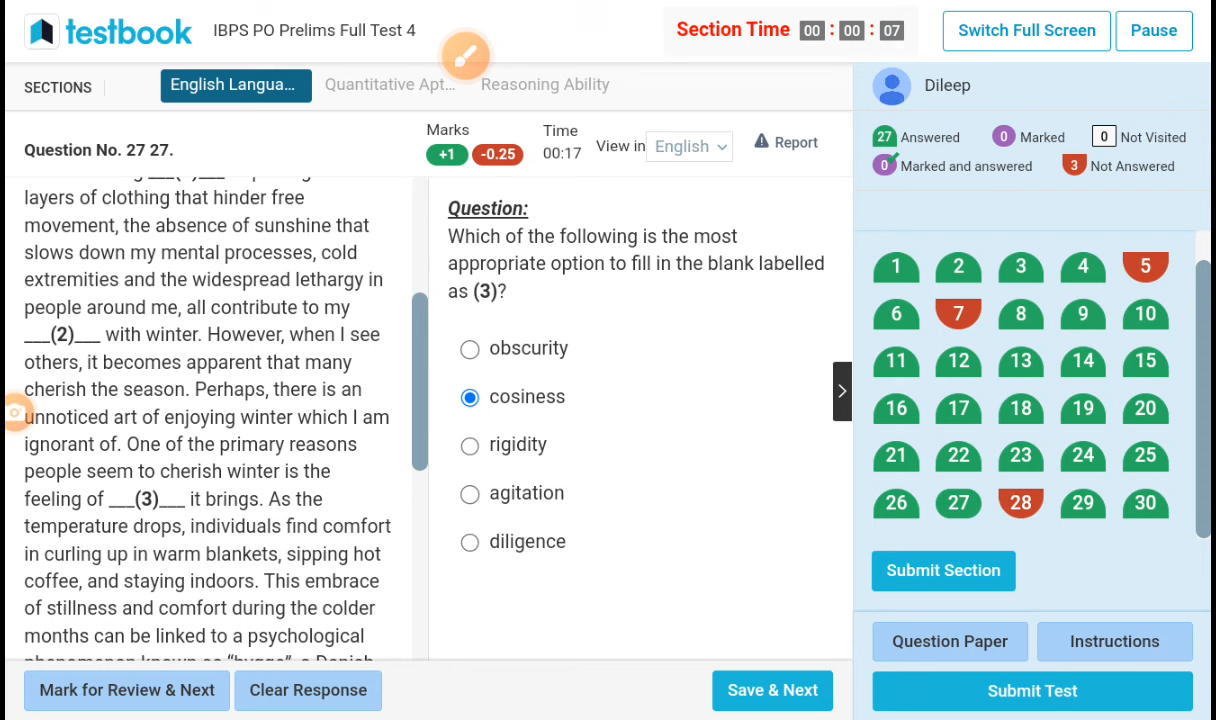 testbook IBPS PO Prelims Full Test 4 Section Time 00 : 00 : 07 Switch Full Screen Pause
SECTIONS English Langua... Quantitative Apt... Reasoning Ability
Dileep
27 Answered 0 Marked 0 Not Visited
0 Marked and answered 3 Not Answered
Question No. 27 27. Marks +1 -0.25 Time 00:17 View in English Report
layers of clothing that hinder free
movement, the absence of sunshine that
slows down my mental processes, cold
extremities and the widespread lethargy in
people around me, all contribute to my
___(2)___ with winter. However, when I see
others, it becomes apparent that many
cherish the season. Perhaps, there is an
unnoticed art of enjoying winter which I am
ignorant of. One of the primary reasons
people seem to cherish winter is the
feeling of ___(3)___ it brings. As the
temperature drops, individuals find comfort
in curling up in warm blankets, sipping hot
coffee, and staying indoors. This embrace
of stillness and comfort during the colder
months can be linked to a psychological
phenomenon known as "hygge", a Danish
Question:
Which of the following is the most
appropriate option to fill in the blank labelled
as (3)?
obscurity
cosiness
rigidity
agitation
diligence
1 2 3 4 5
6 7 8 9 10
11 12 13 14 15
16 17 18 19 20
21 22 23 24 25
26 27 28 29 30
Submit Section
Question Paper Instructions
Mark for Review & Next Clear Response Save & Next Submit Test